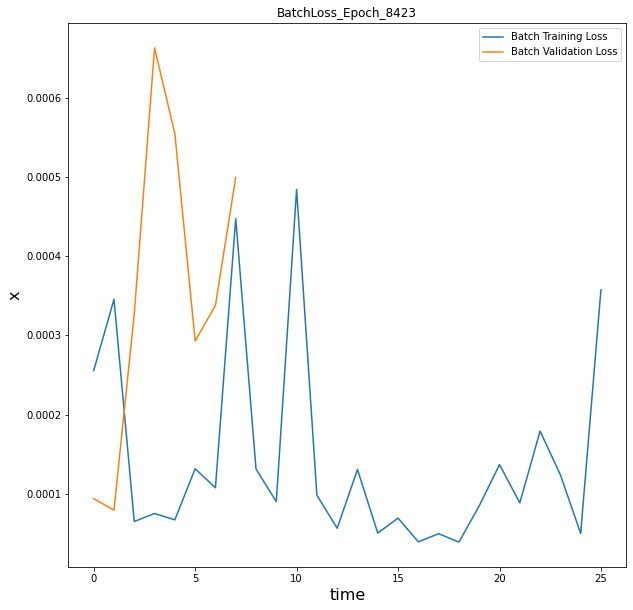 BatchLoss_Epoch_8423
Batch Training Loss
Batch Validation Loss
0.0006
0.0005
0.0004
0.0003
0.0002
0.0001
x
0 5 10 15 20 25
time